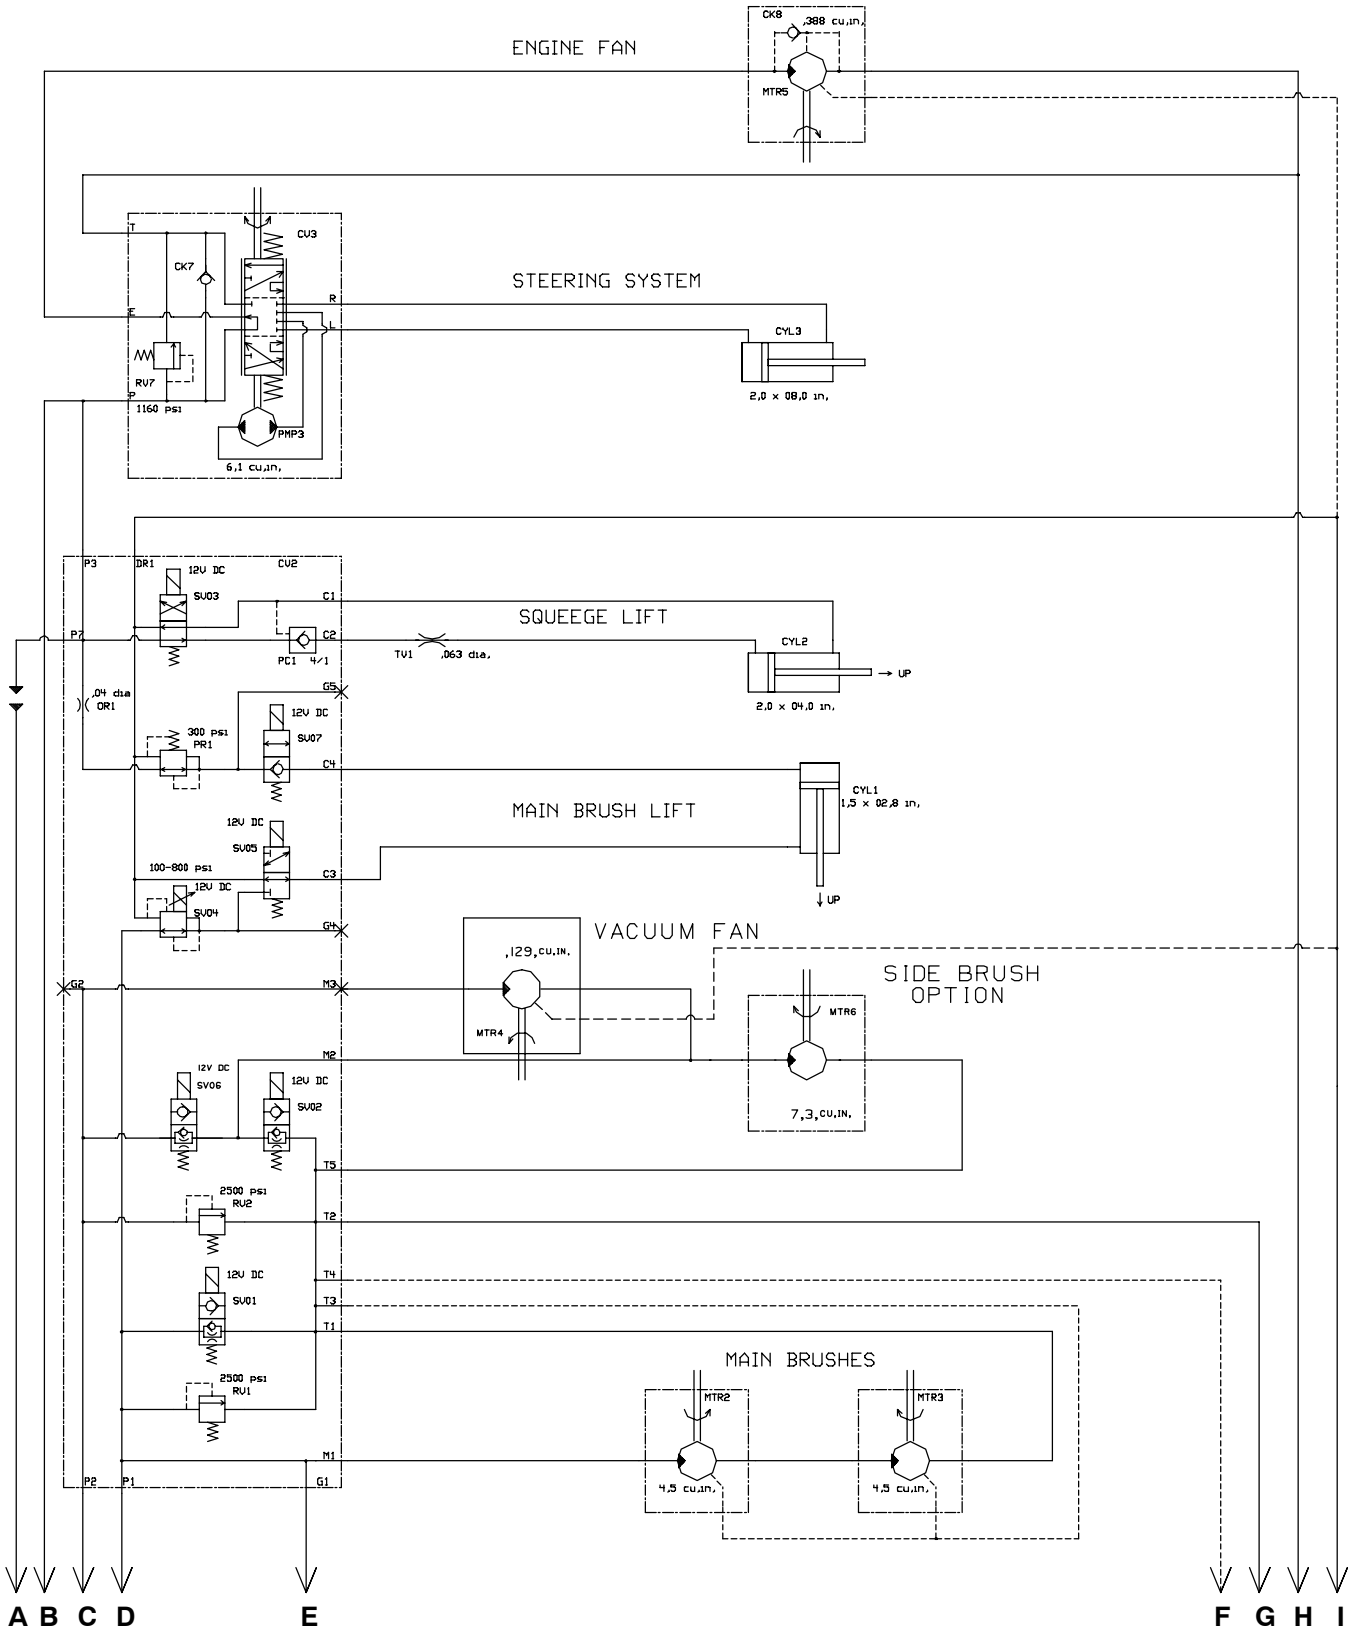 CK8
,388 cu,in,
ENGINE FAN
MTR5
T
CV3
CK7
STEERING SYSTEM
R
E
L
CYL3
RV7
P
1160 psi
2,0 x 08,0 in,
PMP3
6,1 cu,in,
P3
DR1
CV2
12V DC
SV03
C1
SQUEEGE LIFT
P7
C2
CYL2
PC1 4/1
TV1
,063 dia,
UP
G5
,04 dia
OR1
12V DC
2,0 x 04,0 in,
300 psi
PR1
SV07
C4
CYL1
1,5 x 02,8 in,
MAIN BRUSH LIFT
12V DC
SV05
100-800 psi
C3
12V DC
UP
SV04
G4
VACUUM FAN
,129,CU,IN,
SIDE BRUSH
OPTION
G2
M3
MTR6
MTR4
M2
12V DC
SV06
12V DC
SV02
7,3,CU,IN,
T5
2500 psi
RV2
T2
12V DC
T4
SV01
T3
T1
MAIN BRUSHES
2500 psi
RV1
MTR2
MTR3
M1
P2
P1
G1
4,5 cu,in,
4,5 cu,in,
A B C D E F G H I